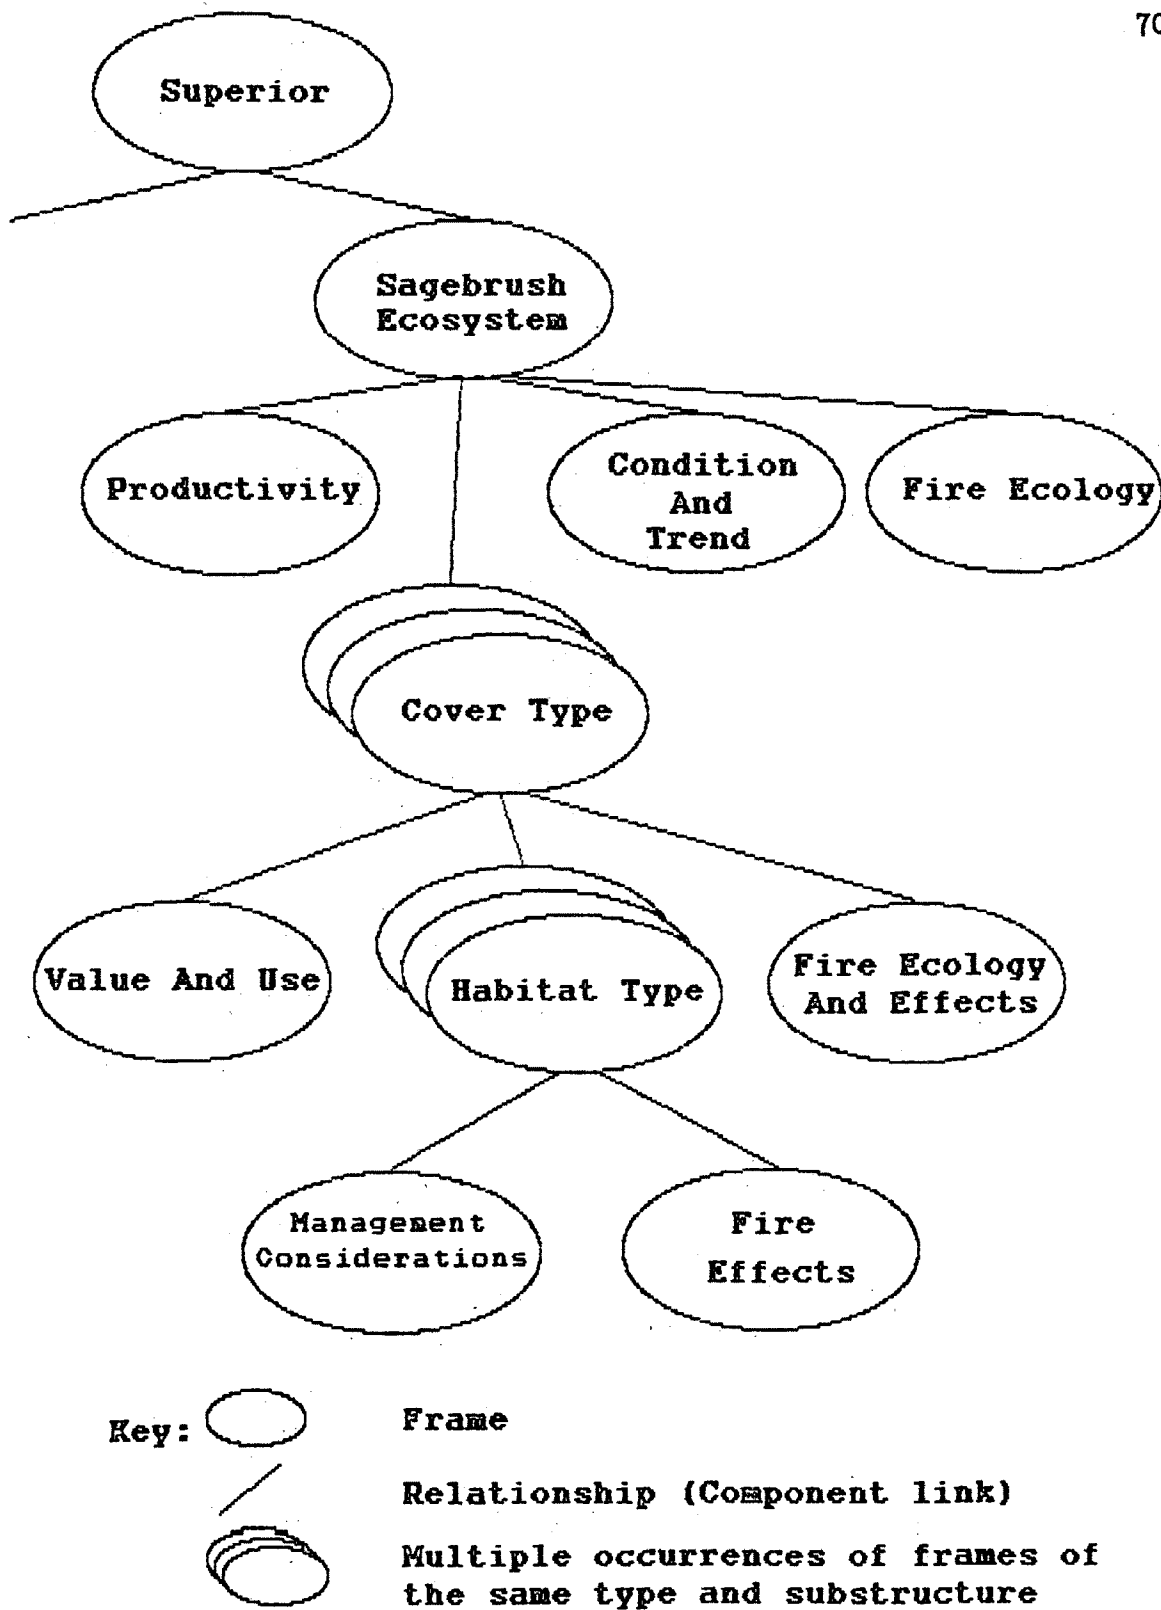 70
Superior
Sagebrush
Ecosystem
Productivity
Condition
And
Trend
Fire Ecology
Cover Type
Value And Use
Habitat Type
Fire Ecology
And Effects
Management
Considerations
Fire
Effects
Key:
Frame
Relationship (Component link)
Multiple occurrences of frames of
the same type and substructure